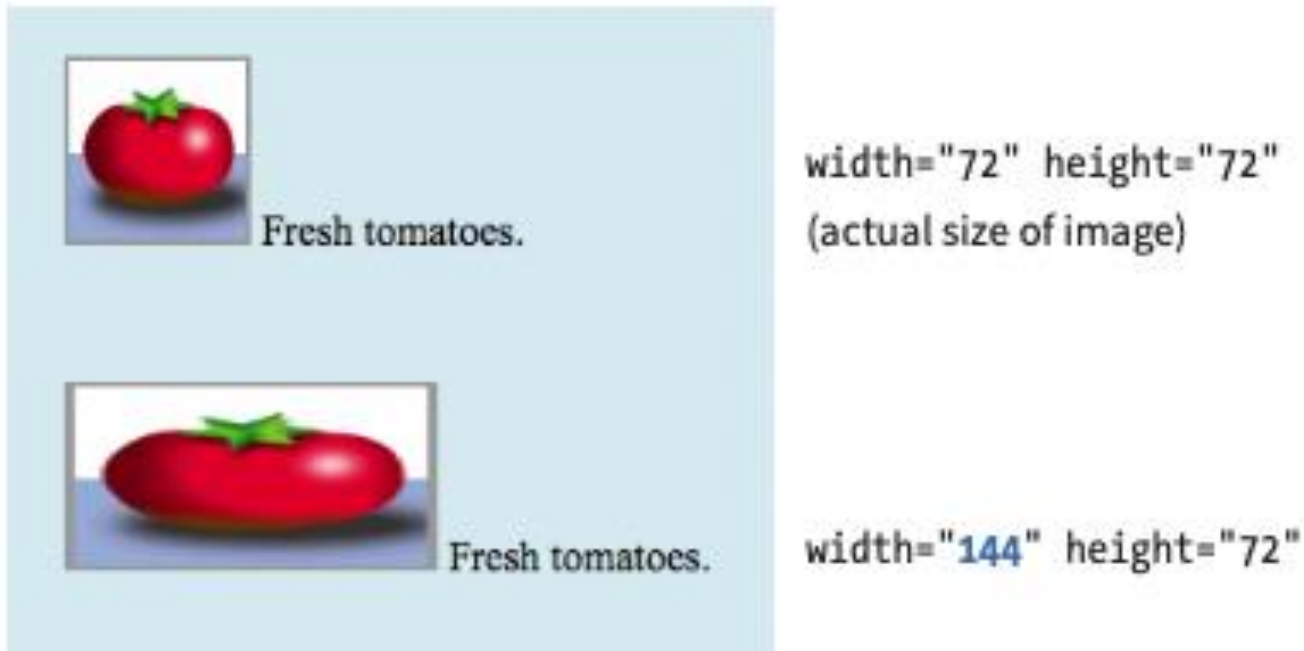 Fresh tomatoes.
width="72" height="72"
(actual size of image)
Fresh tomatoes.
width="144" height="72"